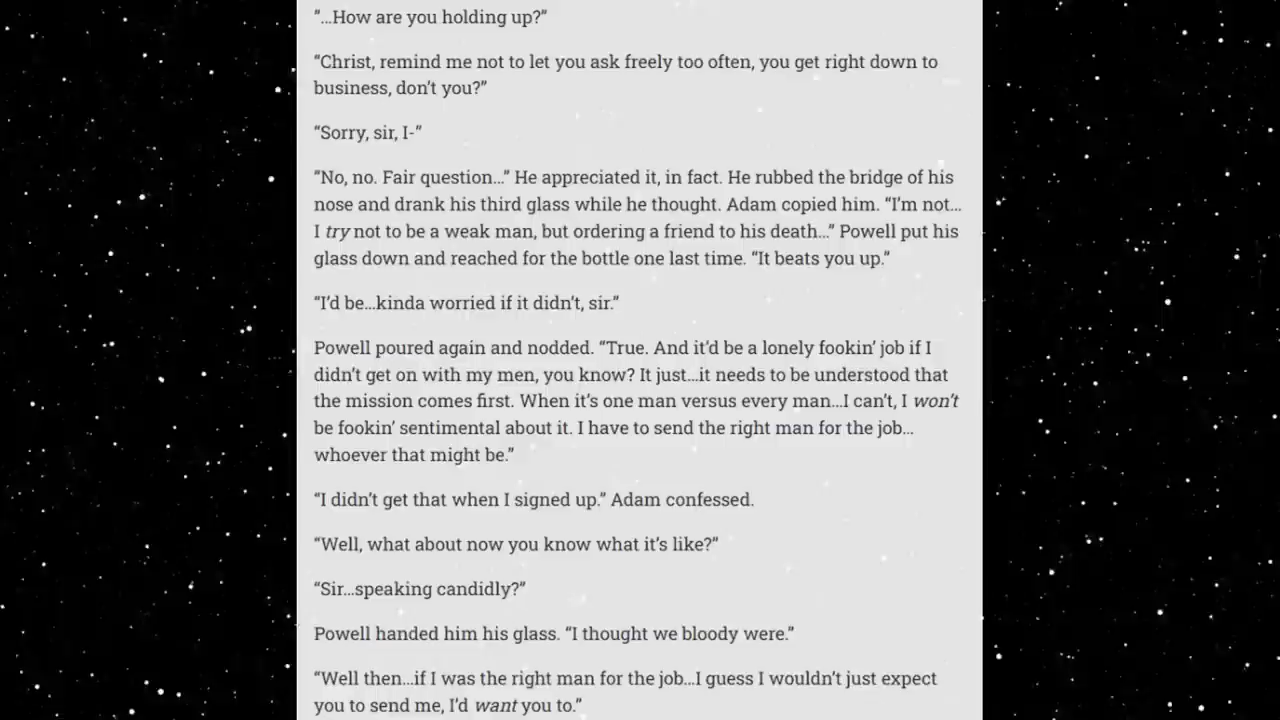 “…How are you holding up?”
“Christ, remind me not to let you ask freely too often, you get right down to
business, don’t you?”
“Sorry, sir, I-”
“No, no. Fair question…” He appreciated it, in fact. He rubbed the bridge of his
nose and drank his third glass while he thought. Adam copied him. “I’m not…
I try not to be a weak man, but ordering a friend to his death…” Powell put his
glass down and reached for the bottle one last time. “It beats you up.”
“I’d be…kinda worried if it didn’t, sir.”
Powell poured again and nodded. “True. And it’d be a lonely fookin’ job if I
didn’t get on with my men, you know? It just…it needs to be understood that
the mission comes first. When it’s one man versus every man…I can’t, I won’t
be fookin’ sentimental about it. I have to send the right man for the job…
whoever that might be.”
“I didn’t get that when I signed up.” Adam confessed.
“Well, what about now you know what it’s like?”
“Sir…speaking candidly?”
Powell handed him his glass. “I thought we bloody were.”
“Well then…if I was the right man for the job…I guess I wouldn’t just expect
you to send me, I’d want you to.”